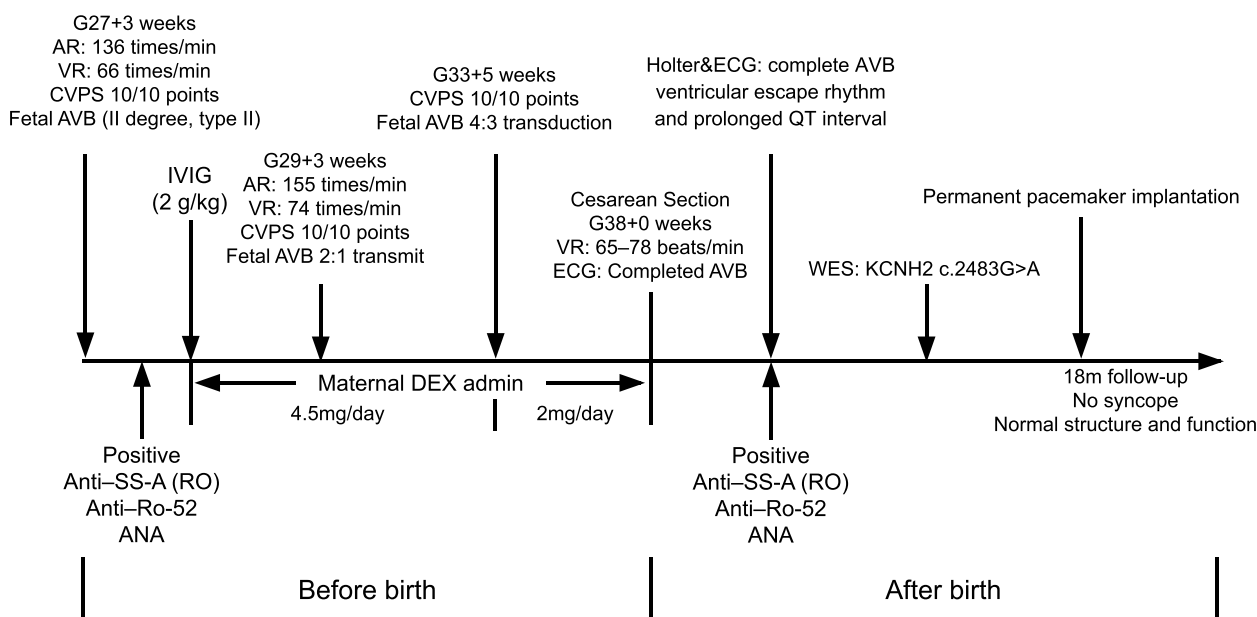 G27+3 weeks
AR: 136 times/min
VR: 66 times/min
CVPS 10/10 points
Fetal AVB (II degree, type II)
IVIG
(2 g/kg)
G29+3 weeks
AR: 155 times/min
VR: 74 times/min
CVPS 10/10 points
Fetal AVB 2:1 transmit
G33+5 weeks
CVPS 10/10 points
Fetal AVB 4:3 transduction
Cesarean Section
G38+0 weeks
VR: 65–78 beats/min
ECG: Completed AVB
Holter&ECG: complete AVB
ventricular escape rhythm
and prolonged QT interval
WES: KCNH2 c.2483G>A
Permanent pacemaker implantation
Maternal DEX admin
4.5mg/day
2mg/day
18m follow-up
No syncope
Normal structure and function
Positive
Anti–SS-A (RO)
Anti–Ro-52
ANA
Positive
Anti–SS-A (RO)
Anti–Ro-52
ANA
Before birth
After birth